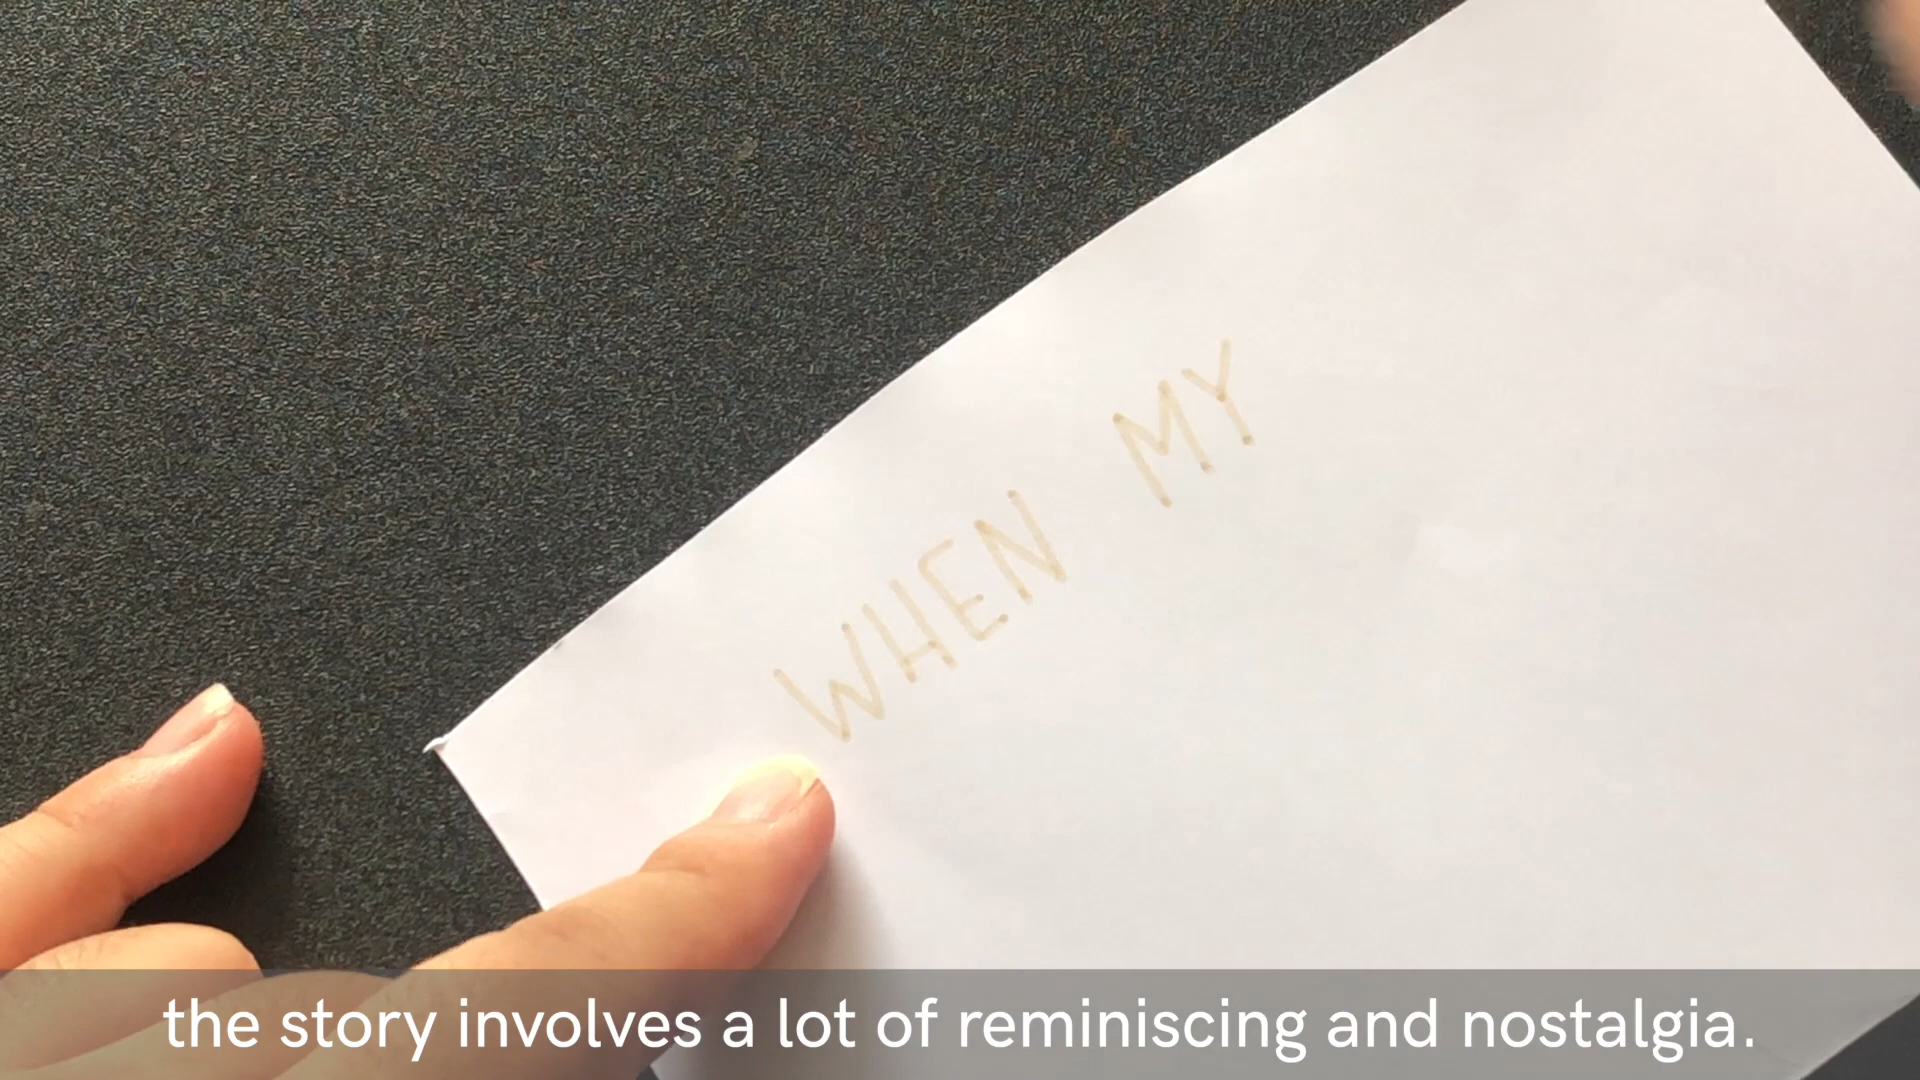 WHEN MY
the story involves a lot of reminiscing and nostalgia.